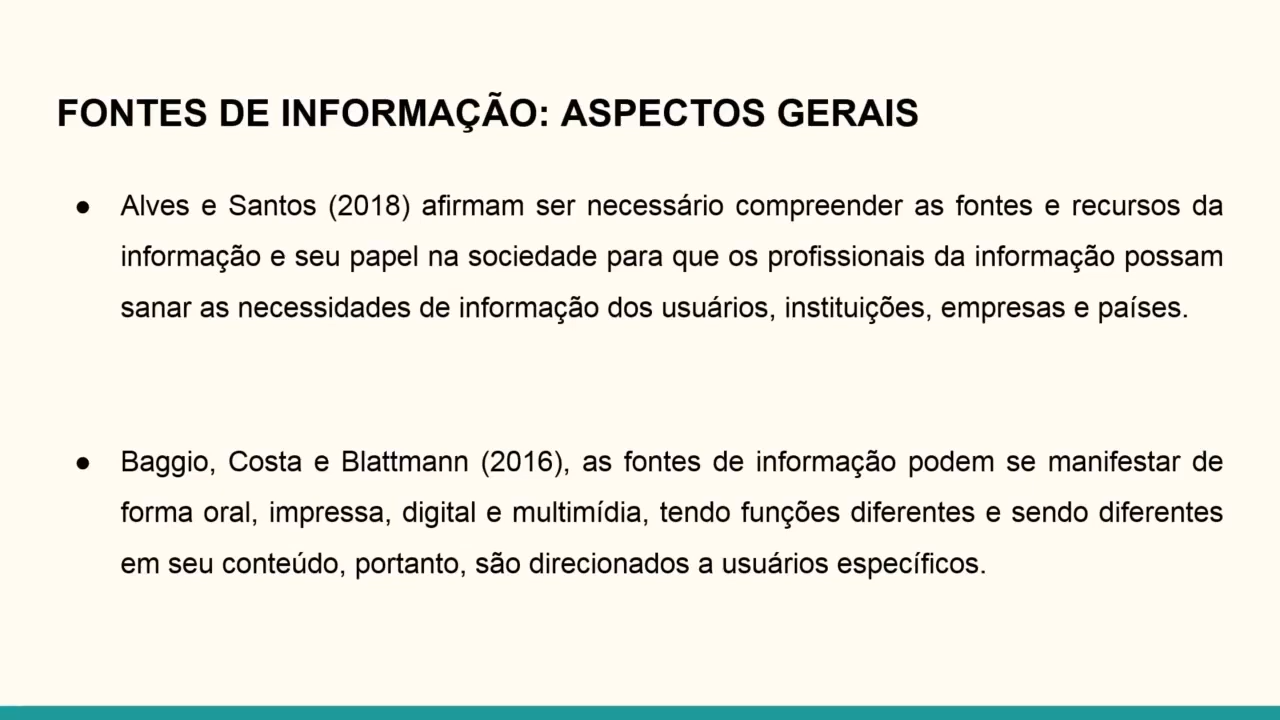 FONTES DE INFORMAÇÃO: ASPECTOS GERAIS
● Alves e Santos (2018) afirmam ser necessário compreender as fontes e recursos da
informação e seu papel na sociedade para que os profissionais da informação possam
sanar as necessidades de informação dos usuários, instituições, empresas e países.
● Baggio, Costa e Blattmann (2016), as fontes de informação podem se manifestar de
forma oral, impressa, digital e multimídia, tendo funções diferentes e sendo diferentes
em seu conteúdo, portanto, são direcionados a usuários específicos.